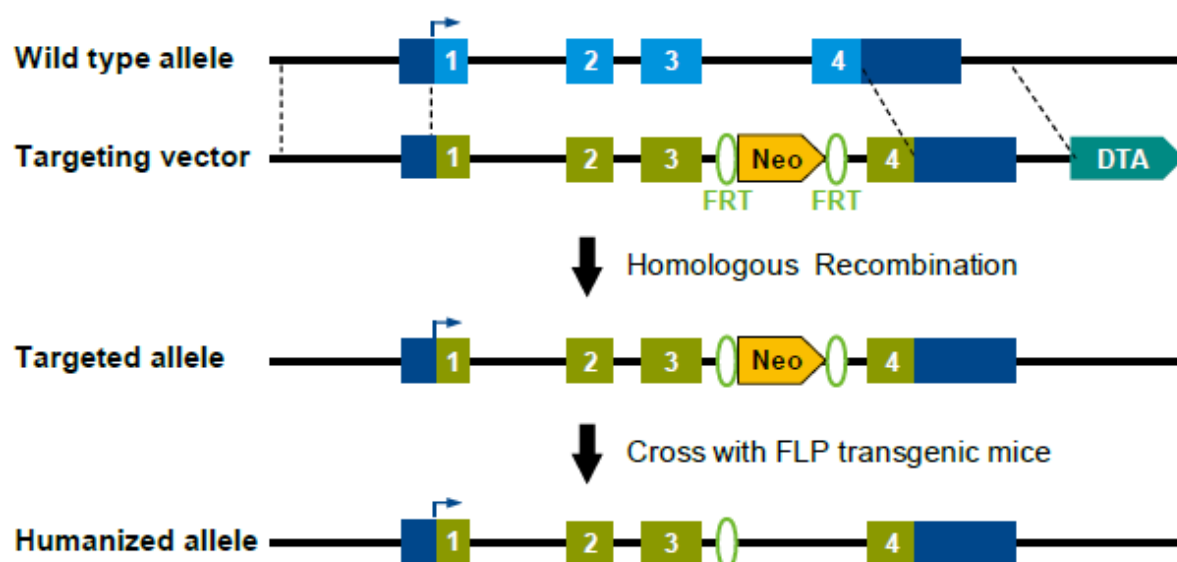 Wild type allele
1 2 3 4
Targeting vector
1 2 3 Neo 4 DTA
FRT FRT
Homologous Recombination
Targeted allele
1 2 3 Neo 4
Cross with FLP transgenic mice
Humanized allele
1 2 3 4